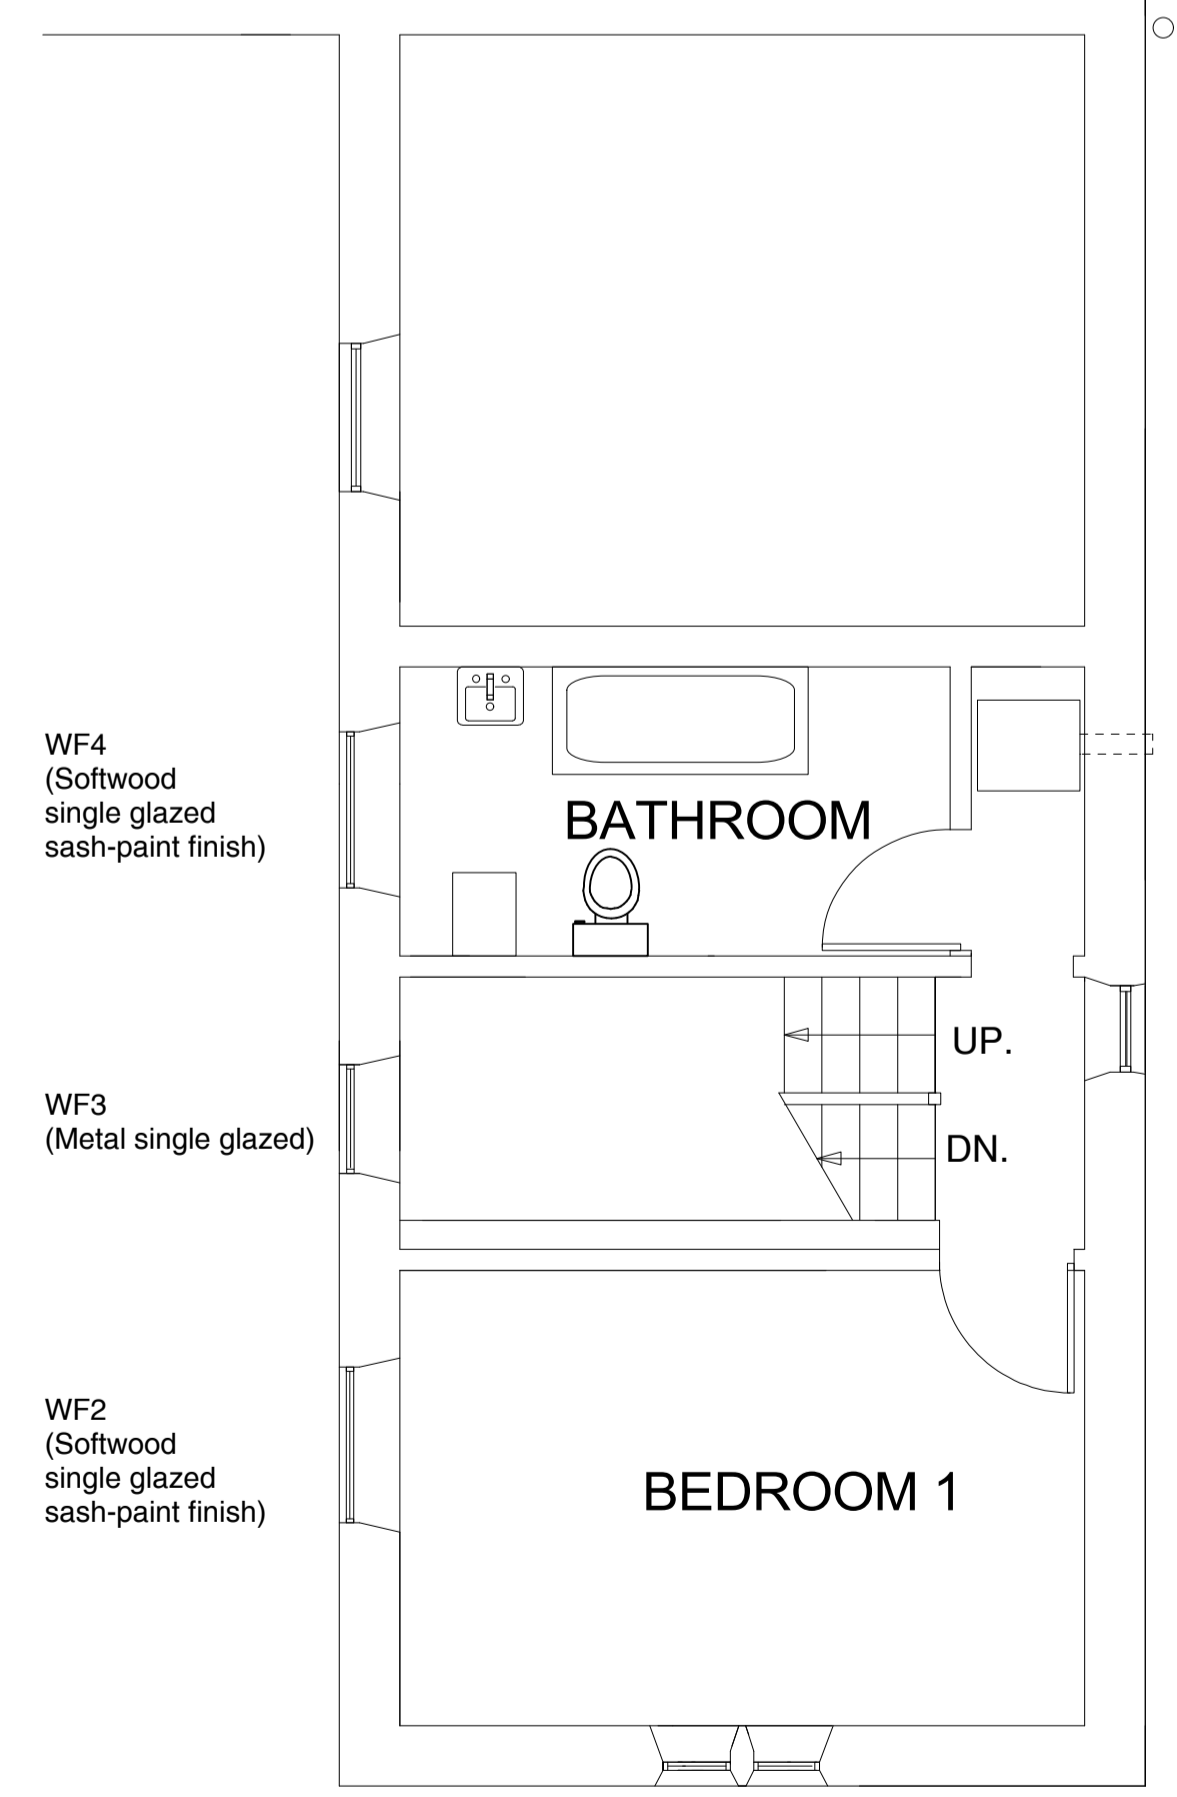 WF4
(Softwood
single glazed
sash-paint finish)
BATHROOM
UP.
WF3
(Metal single glazed)
DN.
WF2
(Softwood
single glazed
sash-paint finish)
BEDROOM 1